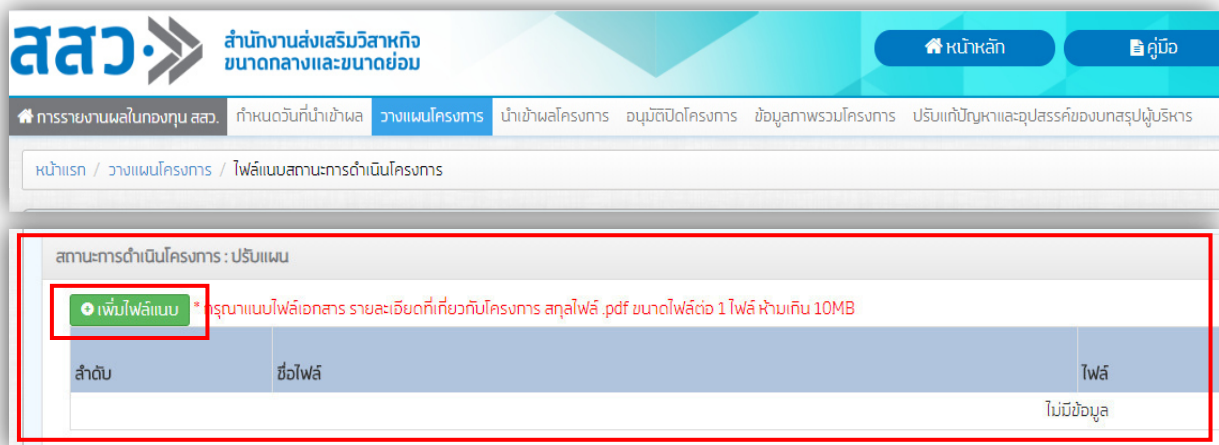 สสว.
สำนักงานส่งเสริมวิสาหกิจ
ขนาดกลางและขนาดย่อม
หน้าหลัก
คู่มือ
การรายงานผลในกองทุน สสว. กำหนดวันที่นำเข้าผล วางแผนโครงการ นำเข้าผลโครงการ อนุมัติปิดโครงการ ข้อมูลภาพรวมโครงการ ปรับแก้ปัญหาและอุปสรรค์ของบทสรุปผู้บริหาร
หน้าแรก / วางแผนโครงการ / ไฟล์แนบสถานะการดำเนินโครงการ
สถานะการดำเนินโครงการ : ปรับแผน
เพิ่มไฟล์แนบ * กรุณาแนบไฟล์เอกสาร รายละเอียดที่เกี่ยวกับโครงการ สกุลไฟล์ .pdf ขนาดไฟล์ต่อ 1 ไฟล์ ห้ามเกิน 10MB
ลำดับ ชื่อไฟล์ ไฟล์
ไม่มีข้อมูล